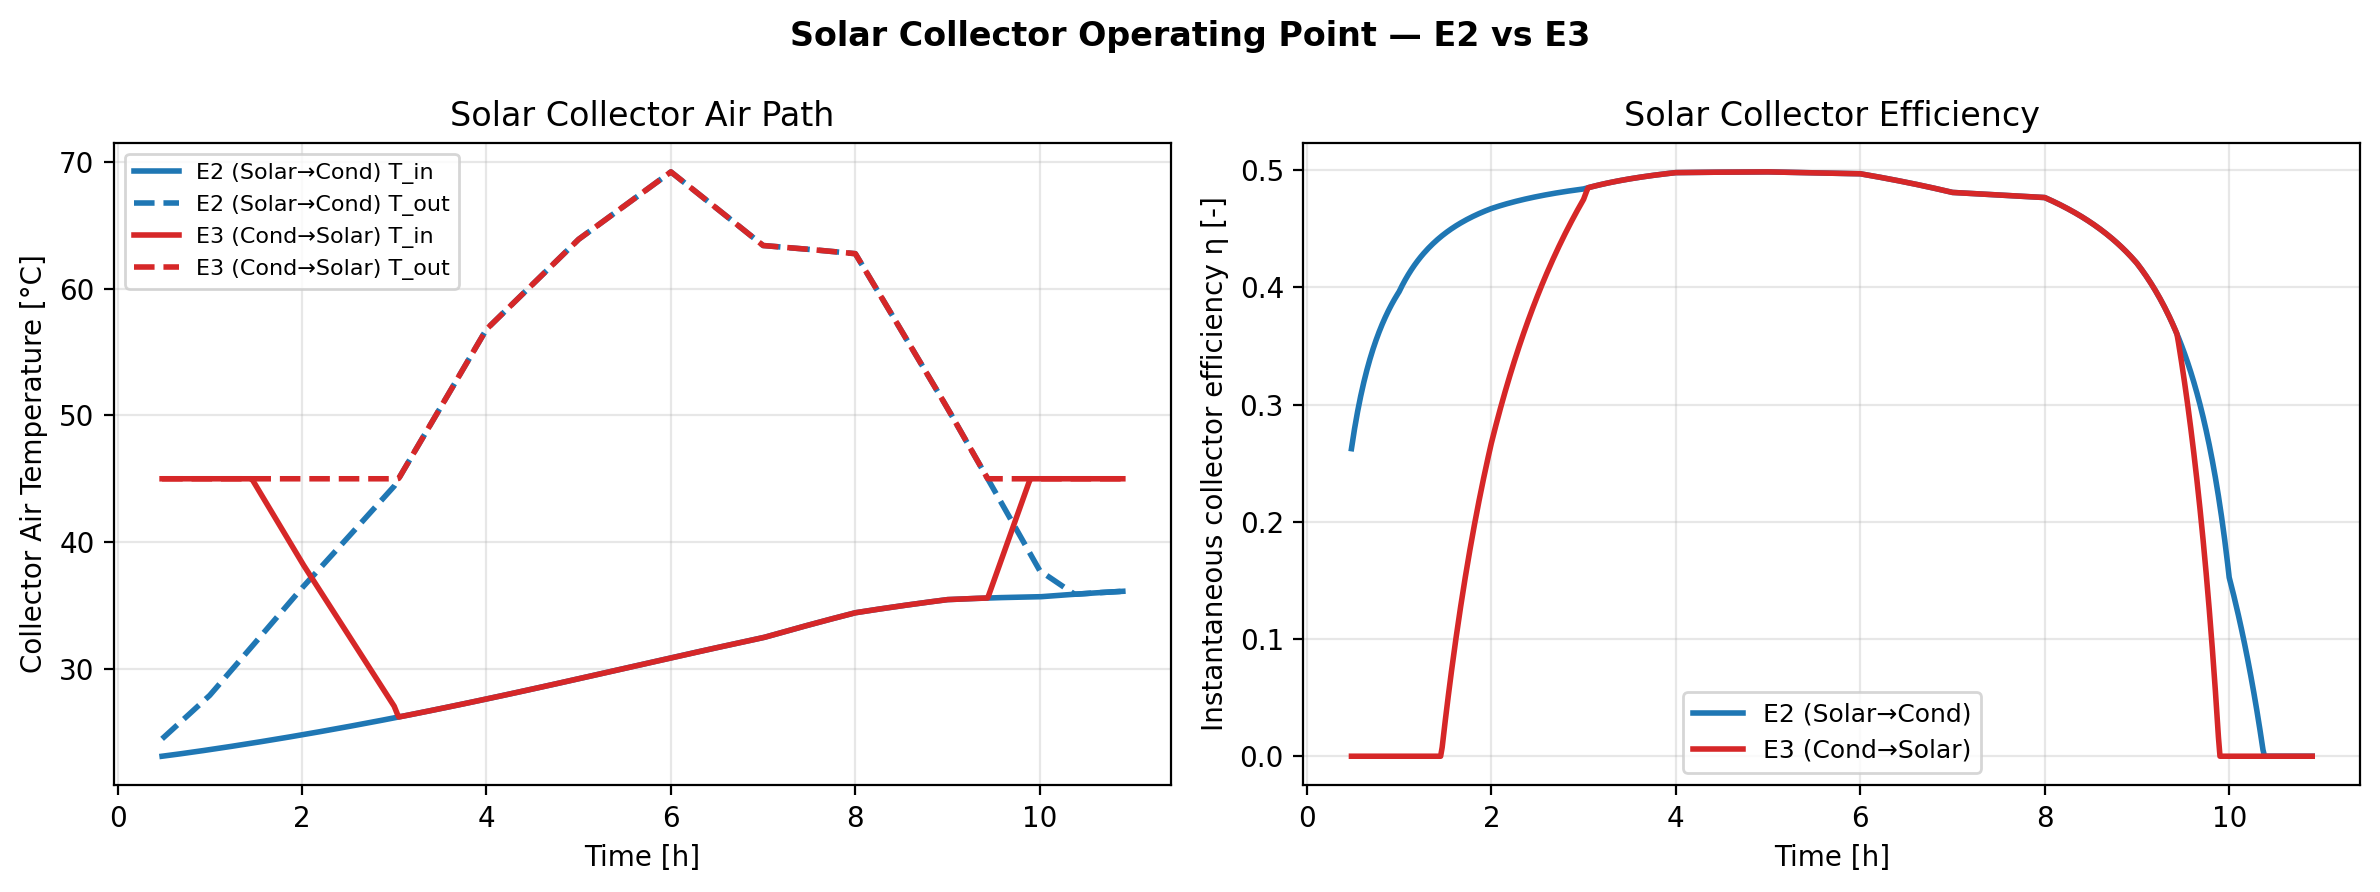 Solar Collector Operating Point — E2 vs E3
Solar Collector Air Path
Collector Air Temperature [°C]
70
60
50
40
30
E2 (Solar→Cond) T_in
E2 (Solar→Cond) T_out
E3 (Cond→Solar) T_in
E3 (Cond→Solar) T_out
0 2 4 6 8 10
Time [h]
Solar Collector Efficiency
Instantaneous collector efficiency η [-]
0.5
0.4
0.3
0.2
0.1
0.0
E2 (Solar→Cond)
E3 (Cond→Solar)
0 2 4 6 8 10
Time [h]